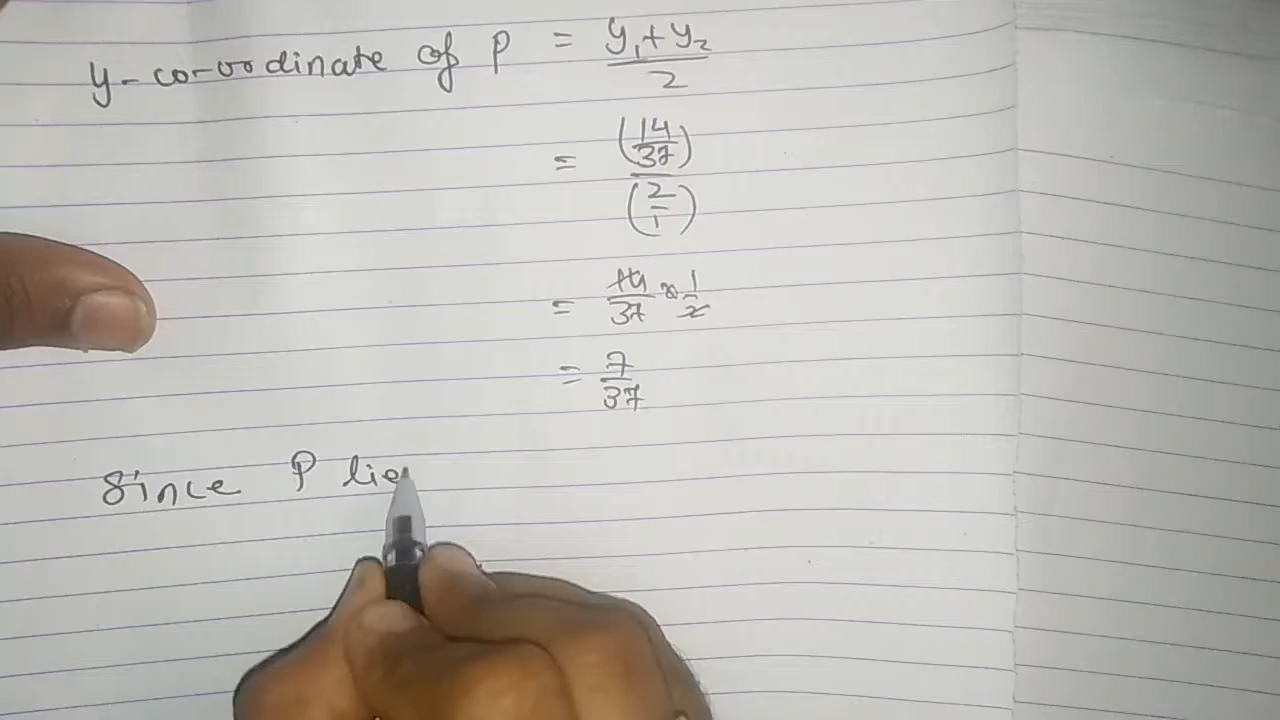 y-co-ordinate of P = y₁+y₂/2
= (14/37)/(2/1)
= 14/37 × 1/2
= 7/37
Since P lie